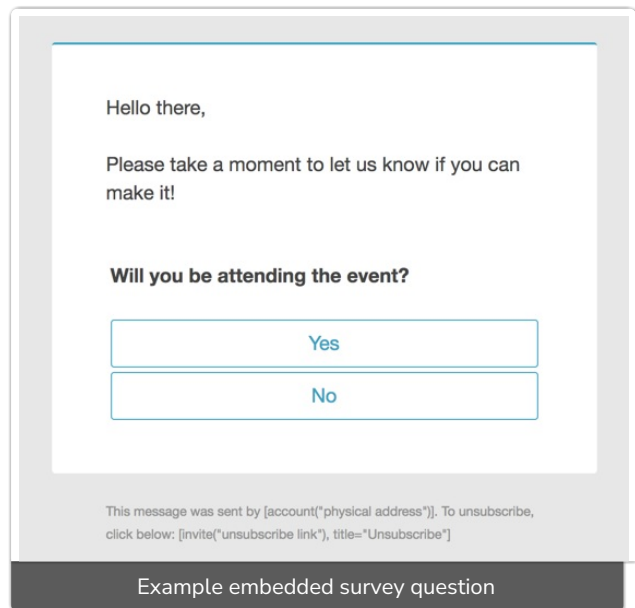 Hello there,
Please take a moment to let us know if you can
make it!
Will you be attending the event?
Yes
No
This message was sent by [account("physical address")]. To unsubscribe,
click below: [invite("unsubscribe link"), title="Unsubscribe"]
Example embedded survey question